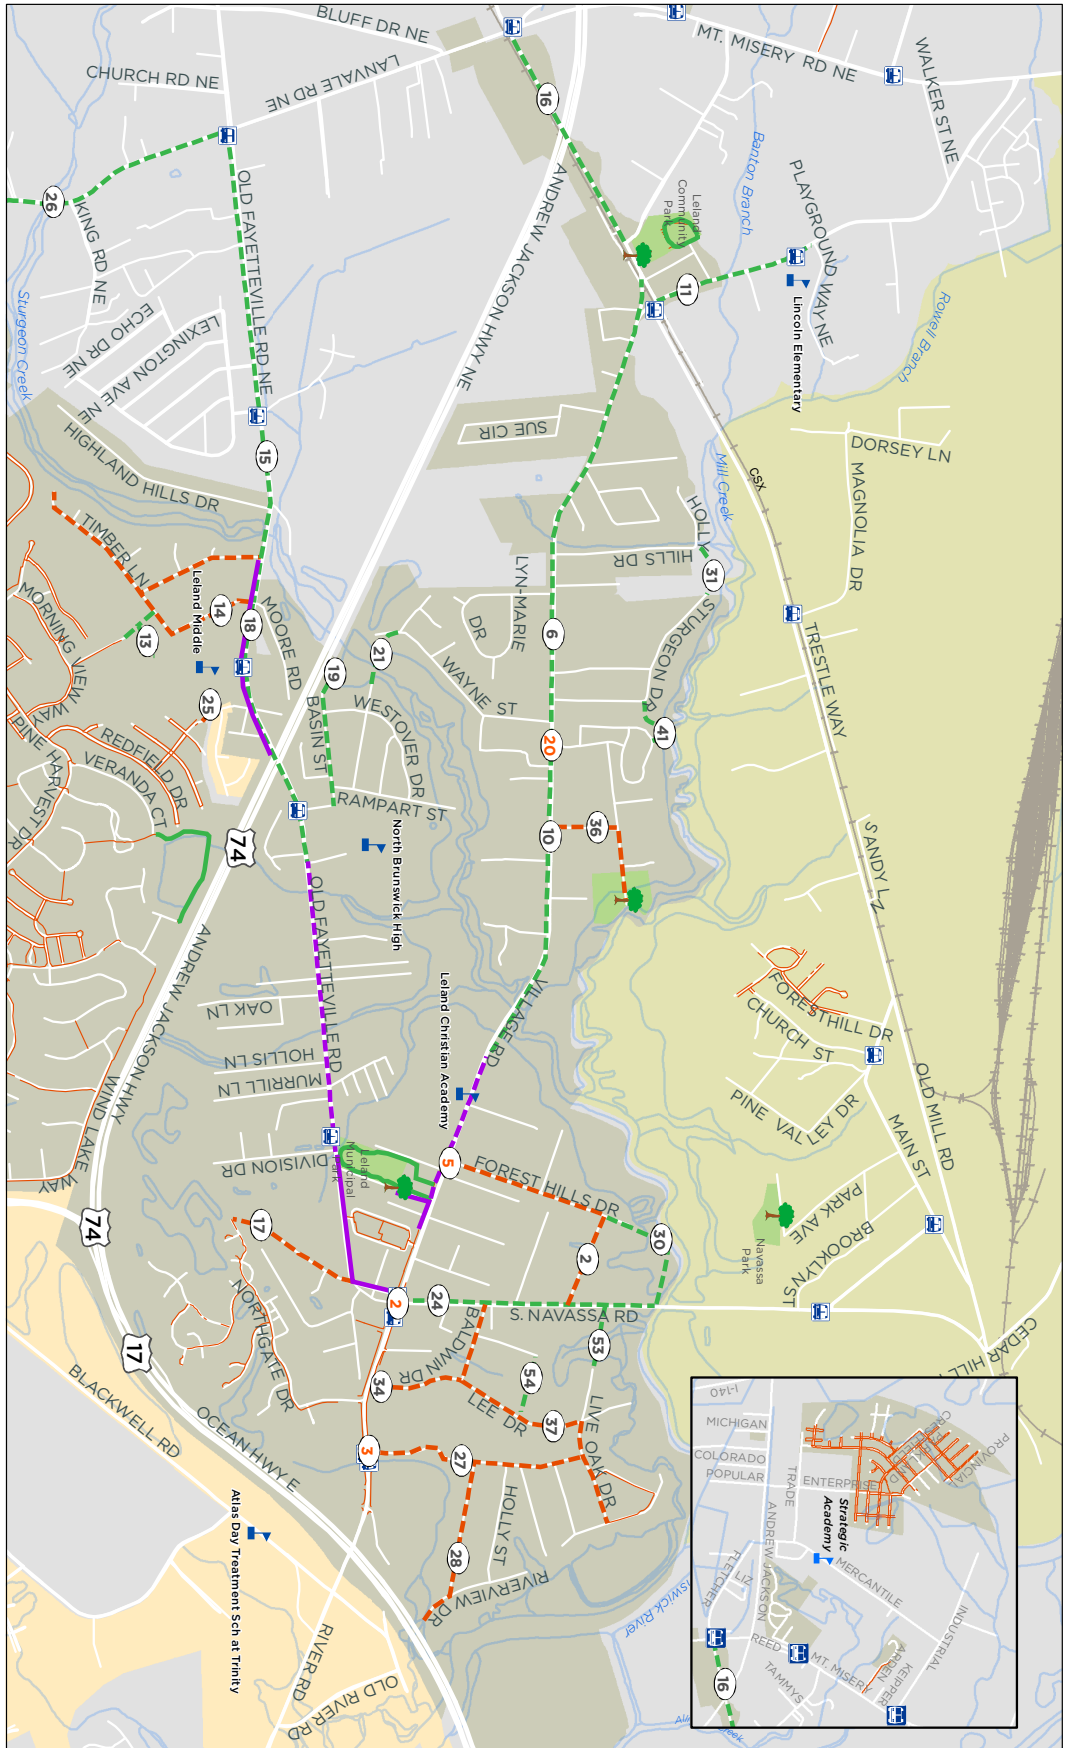 BLUFF DR NE
MT. MISERY RD NE
WALKER ST NE
CHURCH RD NE
LANVALE RD NE
16
Banton Branch
PLAYGROUND WAY NE
26
KING RD NE
OLD FAYETTEVILLE RD NE
ANDREW JACKSON HWY NE
Leland
Community
Park
11
Lincoln Elementary
Rowell Branch
Sturgeon Creek
ECHO DR NE
LEXINGTON AVE NE
HIGHLAND HILLS DR
15
SUE CIR
CSX
Mill Creek
DORSEY LN
MAGNOLIA DR
HOLLY
HILLS DR
31
TIMBER LN
MORNING VIEW WAY
14
13
Leland Middle
18
MOORE RD
25
19
21
DR
LYN-MARIE
WAYNE ST
6
STURGEON DR
41
TRESTLE WAY
PINE HARVEST DR
REDFIELD DR
VERANDA CT
BASIN ST
WESTOVER DR
RAMPART ST
20
10
36
74
North Brunswick High
S
ANDREW JACKSON HWY
OLD FAYETTEVILLE RD
OAK LN
HOLLIS LN
MURRILL LN
VILLAGE RD
Leland Christian Academy
FORESTHILL DR
CHURCH ST
PINE VALLEY DR
OLD MILL RD
MAIN ST
WIND LAKE WAY
DIVISION DR
Leland
Municipal
Park
5
FOREST HILLS DR
30
2
PARK AVE
BROOKLYN ST
Navassa
Park
74
17
17
NORTHGATE DR
2
24
S. NAVASSA RD
BALDWIN DR
53
54
34
LEE DR
37
LIVE OAK DR
3
27
HOLLY ST
28
RIVERVIEW DR
CEDAR HILL
BLACKWELL RD
OCEAN HWY E
Atlas Day Treatment Sch at Trinity
RIVER RD
OLD RIVER RD
I-140
MICHIGAN
COLORADO
POPULAR
TRADE
ENTERPRISE
PROVINCIAL
Strategic
Academy
MERCANTILE
ANDREW JACKSON
FLETCHER
LIZ
REED
MT. MISERY
TAMMYS
INDUSTRIAL
ARDEN
KEIPPER
16